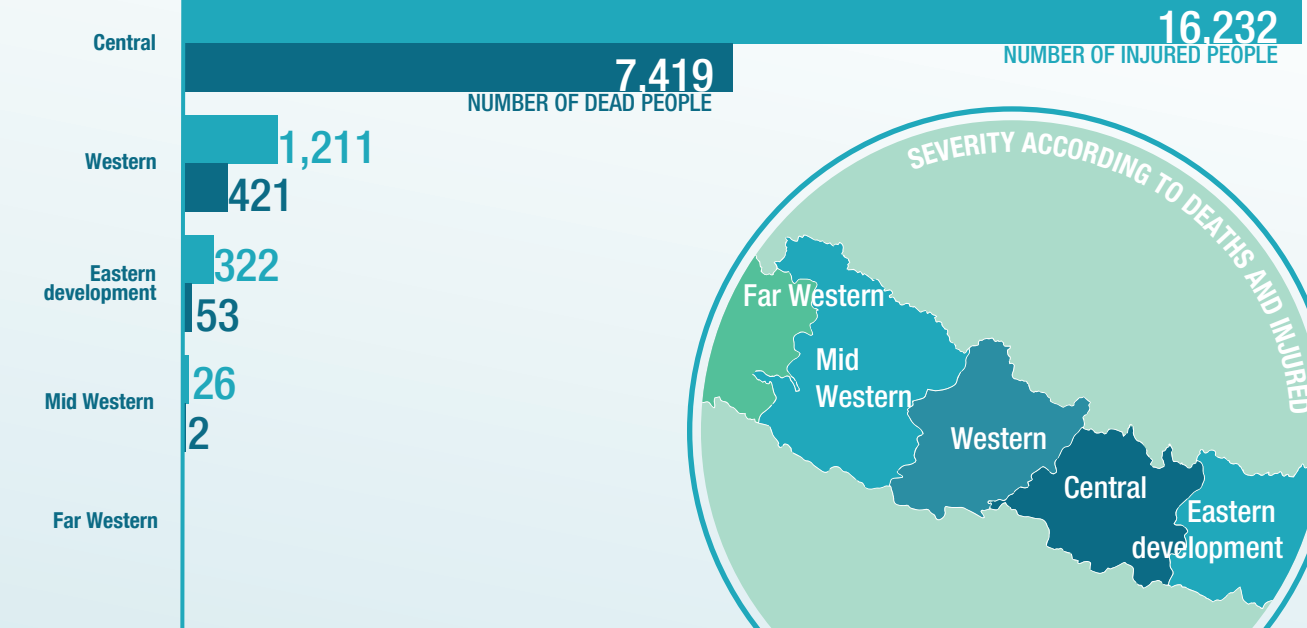 Central
16,232
NUMBER OF INJURED PEOPLE
7,419
NUMBER OF DEAD PEOPLE
Western
1,211
421
Eastern
development
322
53
Mid Western
26
2
Far Western
SEVERITY ACCORDING TO DEATHS AND INJURED
Far Western
Mid
Western
Western
Central
Eastern
development